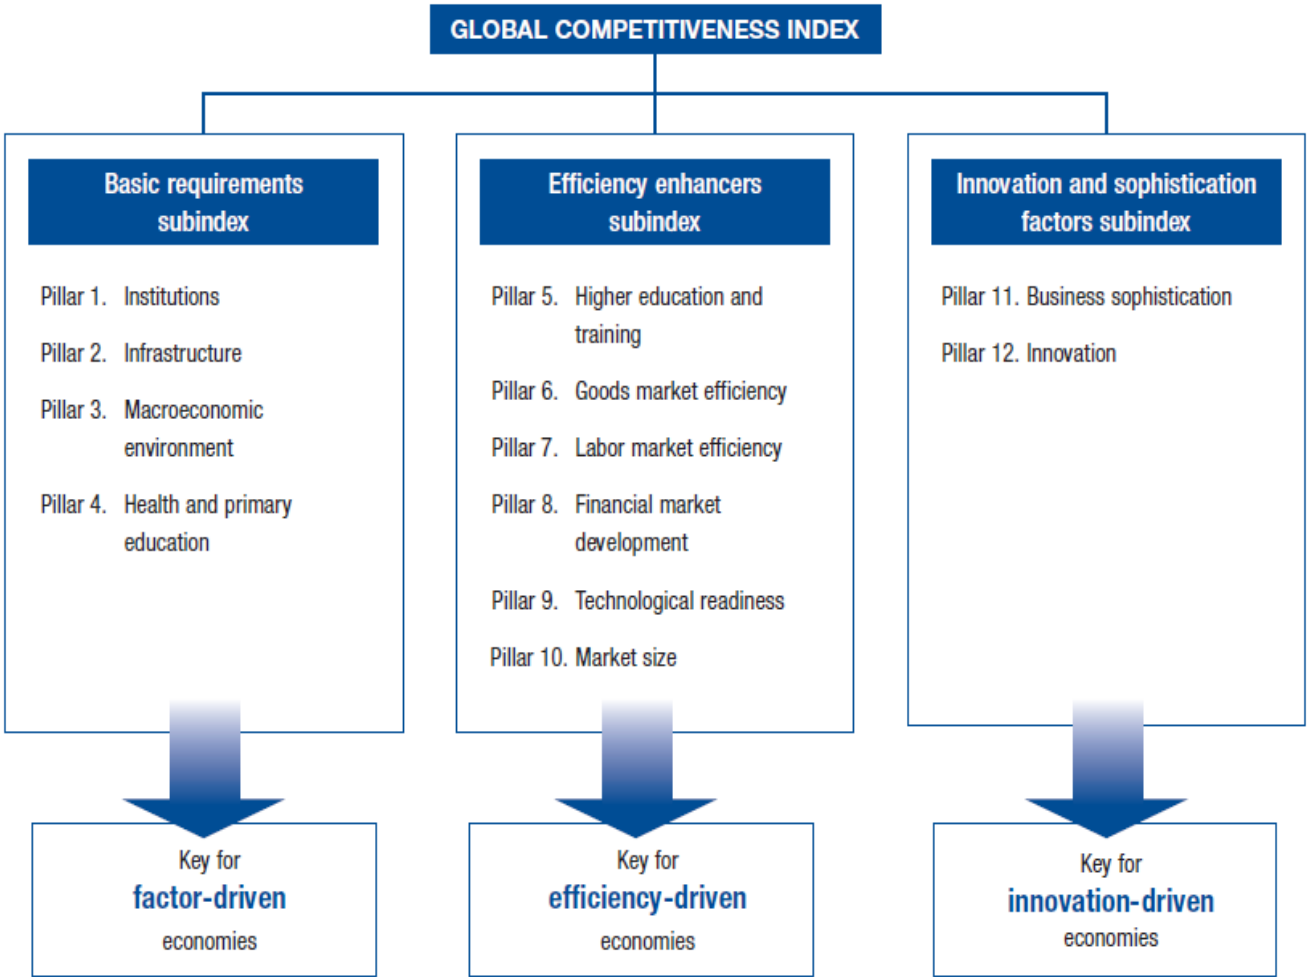 GLOBAL COMPETITIVENESS INDEX
Basic requirements
subindex
Pillar 1. Institutions
Pillar 2. Infrastructure
Pillar 3. Macroeconomic
environment
Pillar 4. Health and primary
education
Key for
factor-driven
economies
Efficiency enhancers
subindex
Pillar 5. Higher education and
training
Pillar 6. Goods market efficiency
Pillar 7. Labor market efficiency
Pillar 8. Financial market
development
Pillar 9. Technological readiness
Pillar 10. Market size
Key for
efficiency-driven
economies
Innovation and sophistication
factors subindex
Pillar 11. Business sophistication
Pillar 12. Innovation
Key for
innovation-driven
economies